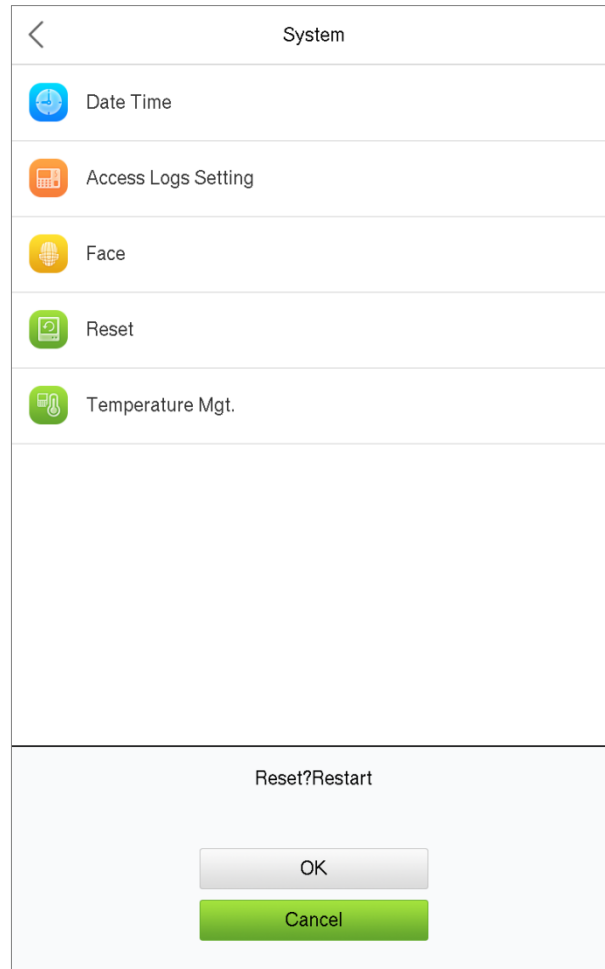 System
Date Time
Access Logs Setting
Face
Reset
Temperature Mgt.
Reset?Restart
OK
Cancel